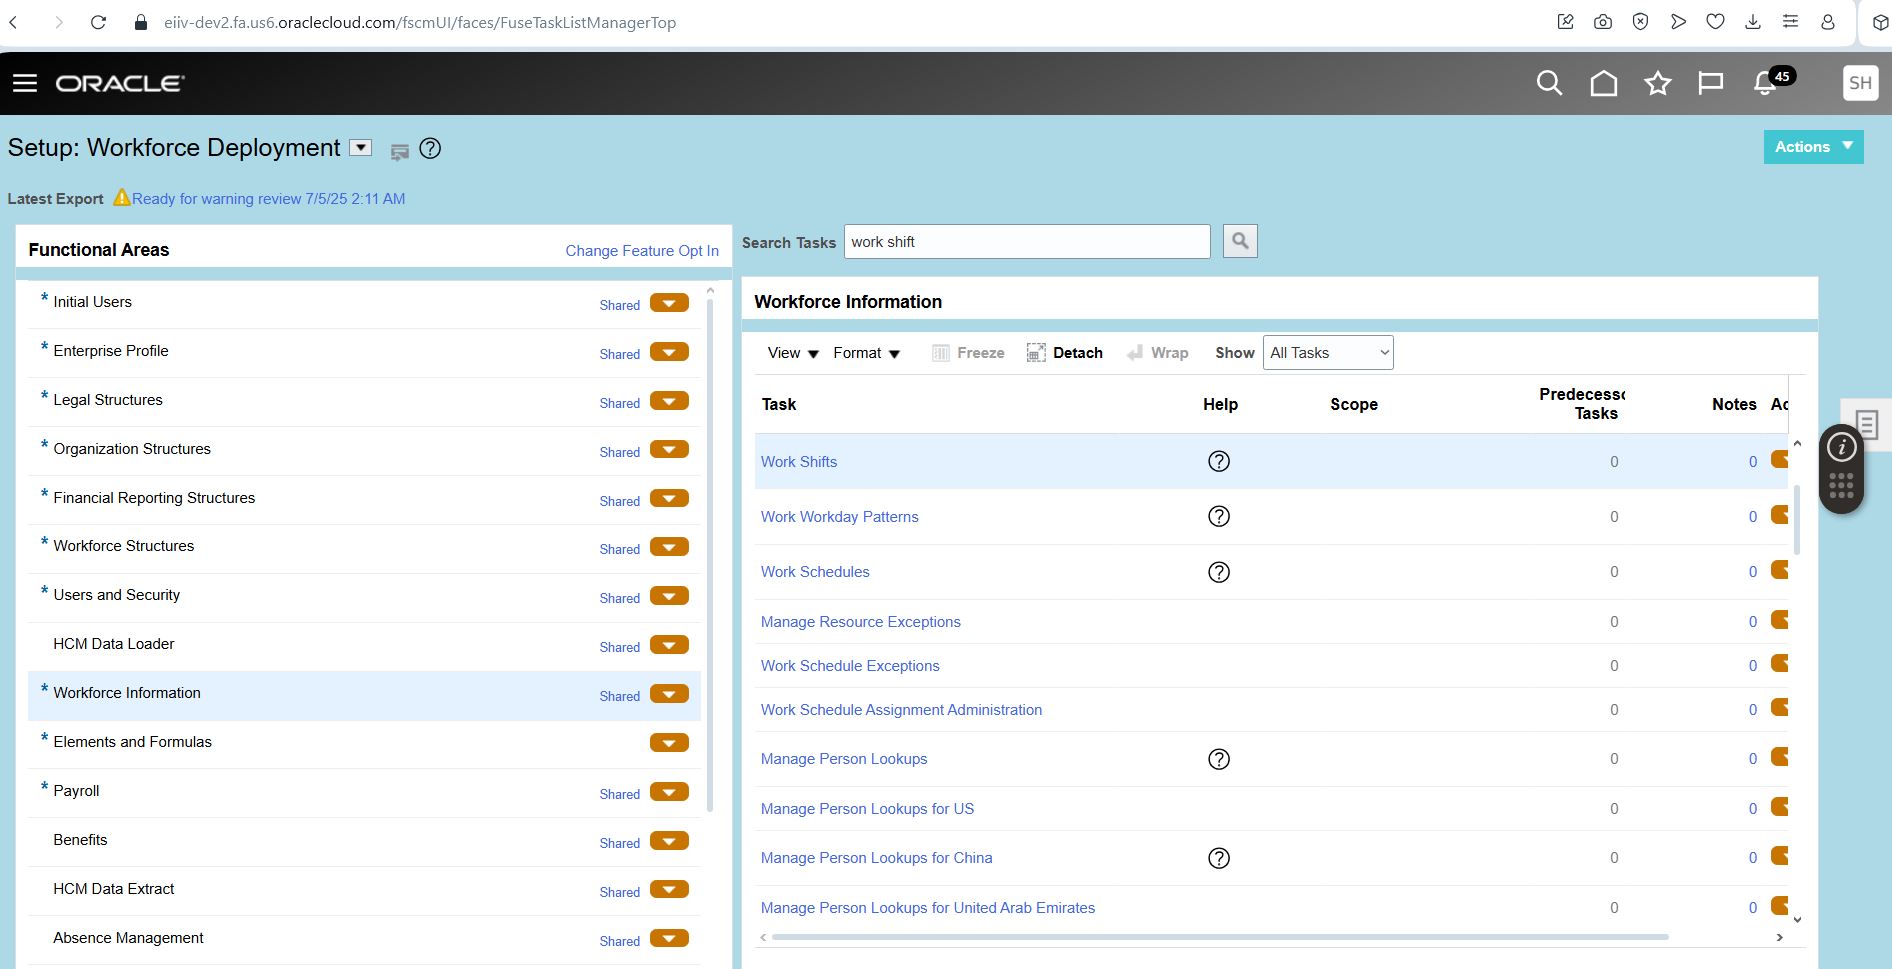 eiiv-dev2.fa.us6.oraclecloud.com/fscmUI/faces/FuseTaskListManagerTop
ORACLE
45
SH
Setup: Workforce Deployment
Actions
Latest Export Ready for warning review 7/5/25 2:11 AM
Functional Areas
Change Feature Opt In
* Initial Users Shared
* Enterprise Profile Shared
* Legal Structures Shared
* Organization Structures Shared
* Financial Reporting Structures Shared
* Workforce Structures Shared
* Users and Security Shared
HCM Data Loader Shared
* Workforce Information Shared
* Elements and Formulas
* Payroll Shared
Benefits Shared
HCM Data Extract Shared
Absence Management Shared
Search Tasks work shift
Workforce Information
View Format Freeze Detach Wrap Show All Tasks
Task Help Scope Predecesso Tasks Notes Ac
Work Shifts ? 0 0
Work Workday Patterns ? 0 0
Work Schedules ? 0 0
Manage Resource Exceptions 0 0
Work Schedule Exceptions 0 0
Work Schedule Assignment Administration 0 0
Manage Person Lookups ? 0 0
Manage Person Lookups for US 0 0
Manage Person Lookups for China ? 0 0
Manage Person Lookups for United Arab Emirates 0 0